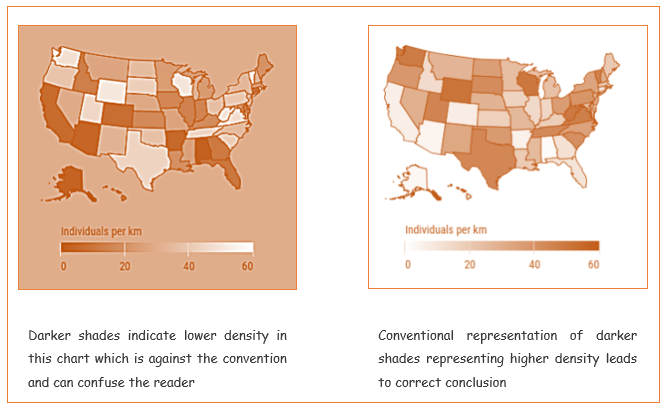 Individuals per km
0 20 40 60
Darker shades indicate lower density in
this chart which is against the convention
and can confuse the reader
Individuals per km
0 20 40 60
Conventional representation of darker
shades representing higher density leads
to correct conclusion